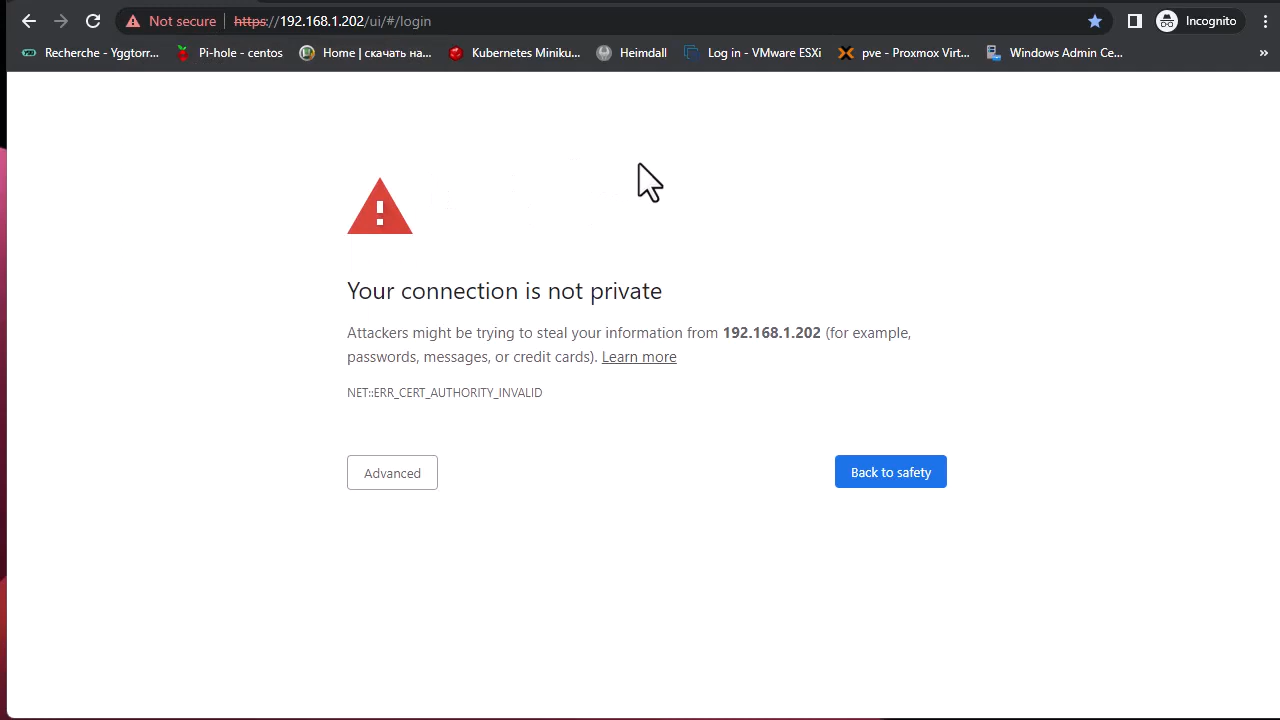 Not secure https://192.168.1.202/ui/#/login Incognito
Recherche - Yggtorr... Pi-hole - centos Home | скачать на... Kubernetes Miniku... Heimdall Log in - VMware ESXi pve - Proxmox Virt... Windows Admin Ce... »
Your connection is not private
Attackers might be trying to steal your information from 192.168.1.202 (for example,
passwords, messages, or credit cards). Learn more
NET::ERR_CERT_AUTHORITY_INVALID
Advanced Back to safety